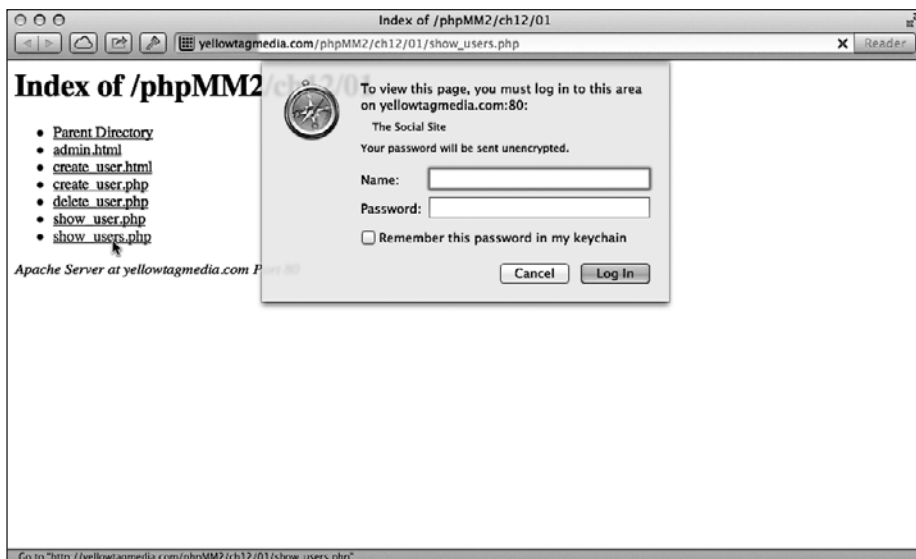 Index of /phpMM2/ch12/01
yellowtagmedia.com/phpMM2/ch12/01/show_users.php
Reader
Index of /phpMM2/ch12/01
Parent Directory
admin.html
create_user.html
create_user.php
delete_user.php
show_user.php
show_users.php
Apache Server at yellowtagmedia.com Port 80
To view this page, you must log in to this area
on yellowtagmedia.com:80:
The Social Site
Your password will be sent unencrypted.
Name:
Password:
Remember this password in my keychain
Cancel
Log In
Go to "http://yellowtagmedia.com/phpMM2/ch12/01/show_users.php"